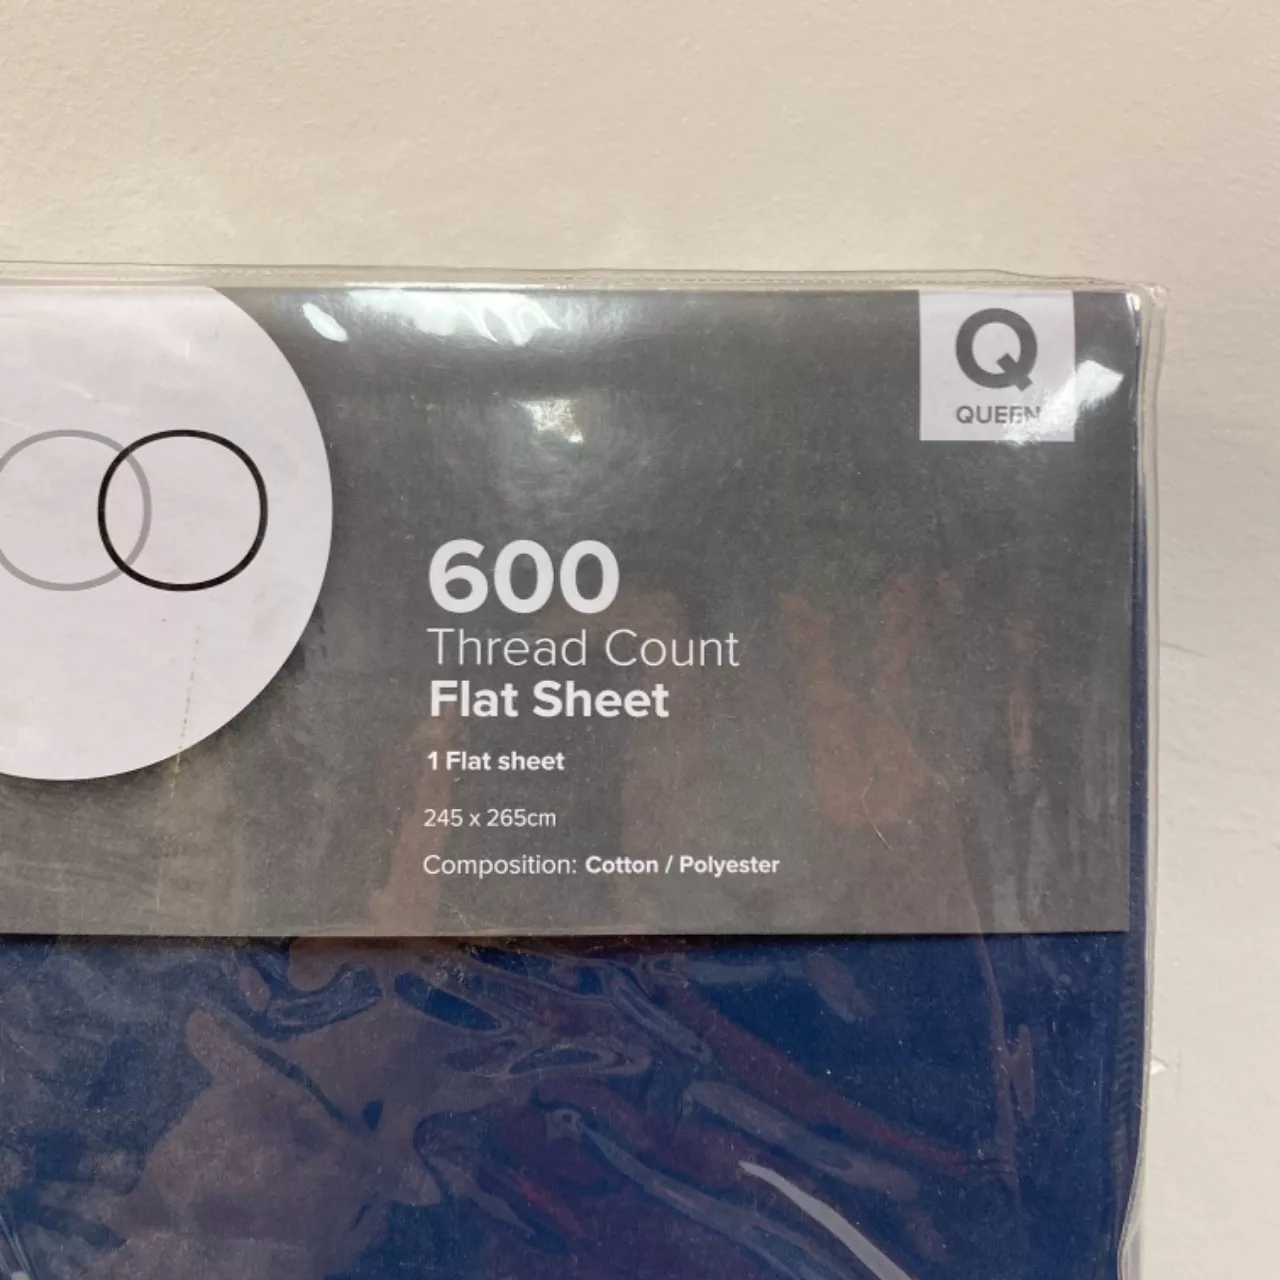 Q
QUEEN
600
Thread Count
Flat Sheet
1 Flat sheet
245 x 265cm
Composition: Cotton / Polyester